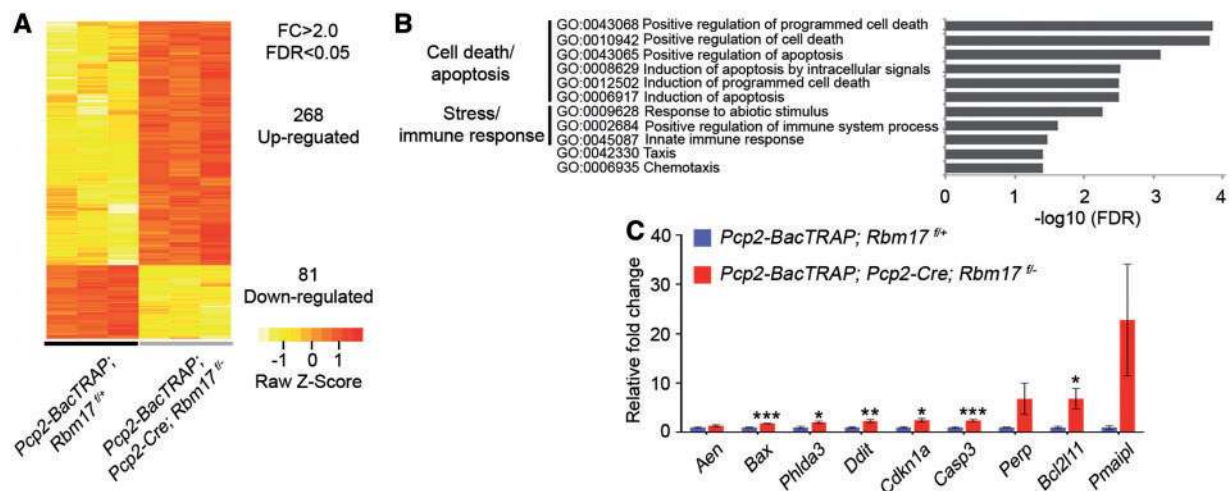 A
FC>2.0
FDR<0.05
268
Up-reguated
81
Down-regulated
-1 0 1
Raw Z-Score
Pcp2-BacTRAP;
Rbm17 f/+
Pcp2-BacTRAP;
Pcp2-Cre; Rbm17 f/-
B
Cell death/
apoptosis
Stress/
immune response
GO:0043068 Positive regulation of programmed cell death
GO:0010942 Positive regulation of cell death
GO:0043065 Positive regulation of apoptosis
GO:0008629 Induction of apoptosis by intracellular signals
GO:0012502 Induction of programmed cell death
GO:0006917 Induction of apoptosis
GO:0009628 Response to abiotic stimulus
GO:0002684 Positive regulation of immune system process
GO:0045087 Innate immune response
GO:0042330 Taxis
GO:0006935 Chemotaxis
0 1 2 3 4
-log10 (FDR)
C
Pcp2-BacTRAP; Rbm17 f/+
Pcp2-BacTRAP; Pcp2-Cre; Rbm17 f/-
Relative fold change
40
30
20
10
0
*** * ** * *** *
Aen Bax Phlda3 Ddit Cdkn1a Casp3 Perp Bcl2l11 Pmaipl